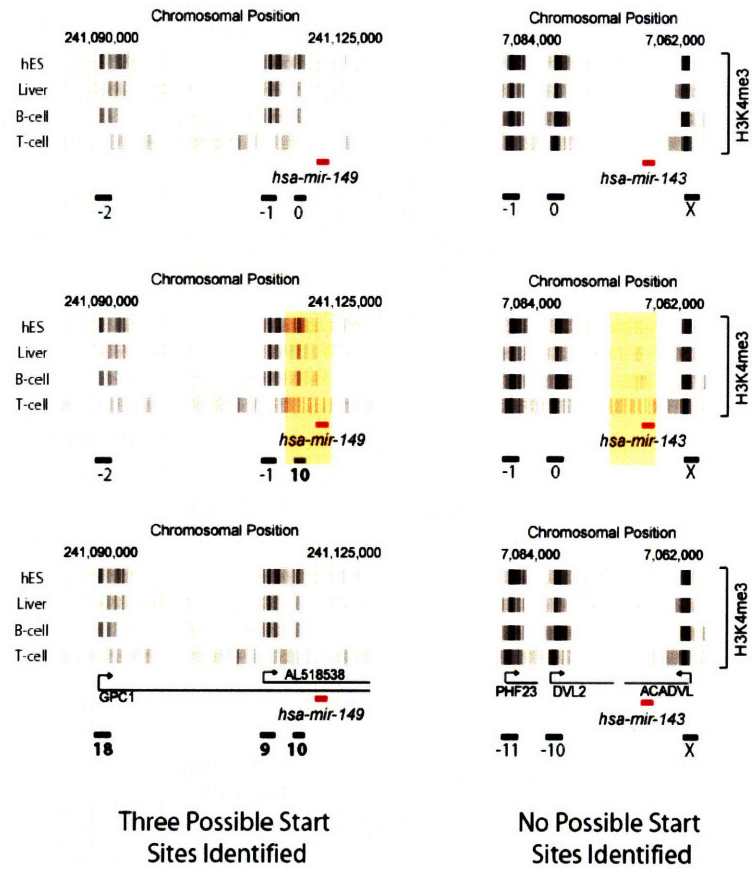 Chromosomal Position
241,090,000 241,125,000
hES
Liver
B-cell
T-cell
hsa-mir-149
-2 -1 0
Chromosomal Position
7,084,000 7,062,000
H3K4me3
hsa-mir-143
-1 0 X
Chromosomal Position
241,090,000 241,125,000
hES
Liver
B-cell
T-cell
hsa-mir-149
-2 -1 10
Chromosomal Position
7,084,000 7,062,000
H3K4me3
hsa-mir-143
-1 0 X
Chromosomal Position
241,090,000 241,125,000
hES
Liver
B-cell
T-cell
AL518538
GPC1
hsa-mir-149
18 9 10
Chromosomal Position
7,084,000 7,062,000
H3K4me3
PHF23 DVL2 ACADVL
hsa-mir-143
-11 -10 X
Three Possible Start
Sites Identified
No Possible Start
Sites Identified